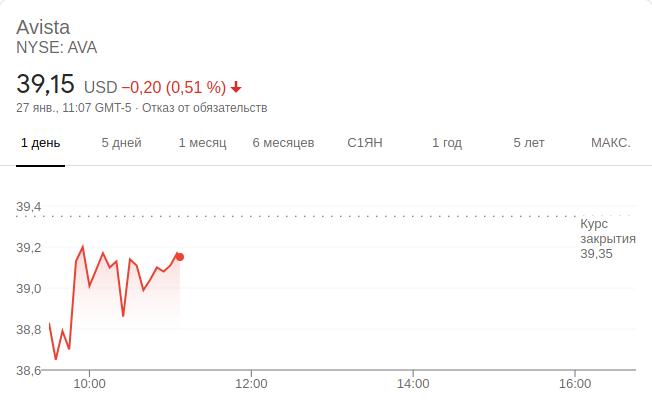 Avista
NYSE: AVA
39,15 USD −0,20 (0,51 %)
27 янв., 11:07 GMT-5 · Отказ от обязательств
1 день 5 дней 1 месяц 6 месяцев С1ЯН 1 год 5 лет МАКС.
39,4
Курс
закрытия
39,35
39,2
39,0
38,8
38,6
10:00 12:00 14:00 16:00